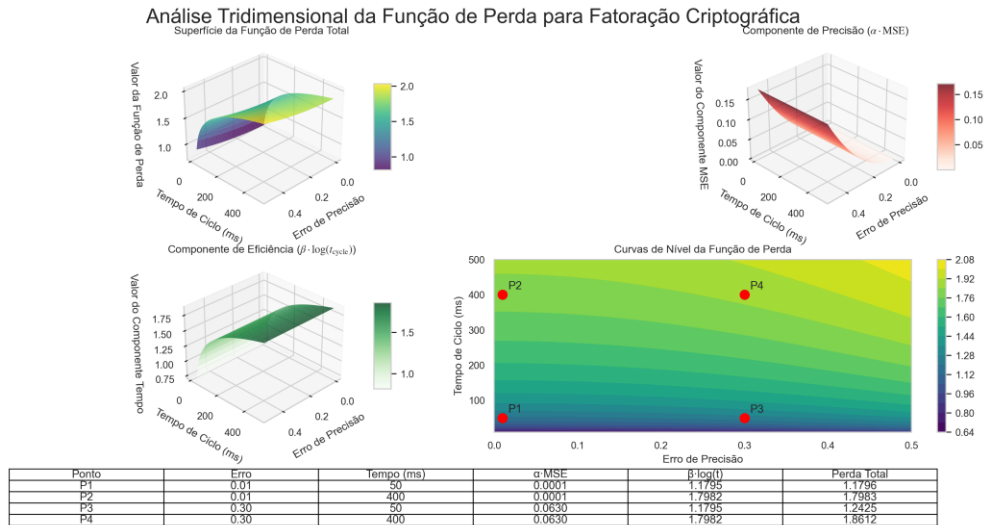 Análise Tridimensional da Função de Perda para Fatoração Criptográfica
Superfície da Função de Perda Total
Valor da Função de Perda
2.0
1.5
1.0
0
200
400
Tempo de Ciclo (ms)
0.4
0.2
0.0
Erro de Precisão
2.0
1.5
1.0
Componente de Precisão (α·MSE)
Valor do Componente MSE
0.15
0.10
0.05
0.00
0
200
400
Tempo de Ciclo (ms)
0.4
0.2
0.0
Erro de Precisão
0.15
0.10
0.05
Componente de Eficiência (β·log(tcycle))
Valor do Componente Tempo
1.75
1.50
1.25
1.00
0.75
0
200
400
Tempo de Ciclo (ms)
0.4
0.2
0.0
Erro de Precisão
1.5
1.0
Curvas de Nível da Função de Perda
Tempo de Ciclo (ms)
500
400
300
200
100
P2
P4
P1
P3
0.0 0.1 0.2 0.3 0.4 0.5
Erro de Precisão
2.08
1.92
1.76
1.60
1.44
1.28
1.12
0.96
0.80
0.64
Ponto Erro Tempo (ms) α·MSE β·log(t) Perda Total
P1 0.01 50 0.0001 1.1795 1.1796
P2 0.01 400 0.0001 1.7982 1.7983
P3 0.30 50 0.0630 1.1795 1.2425
P4 0.30 400 0.0630 1.7982 1.8612